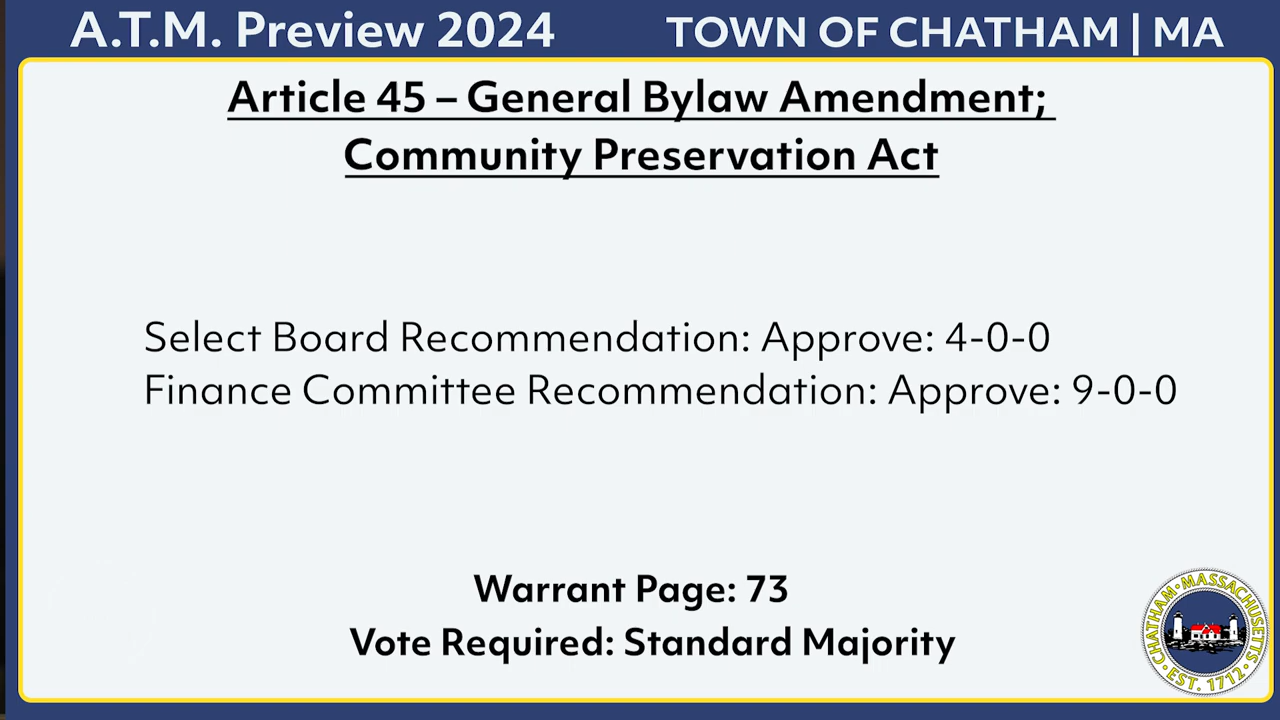 A.T.M. Preview 2024
TOWN OF CHATHAM | MA
Article 45 – General Bylaw Amendment;
Community Preservation Act
Select Board Recommendation: Approve: 4-0-0
Finance Committee Recommendation: Approve: 9-0-0
Warrant Page: 73
Vote Required: Standard Majority
CHATHAM·MASSACHUSETS
·EST. 1712·